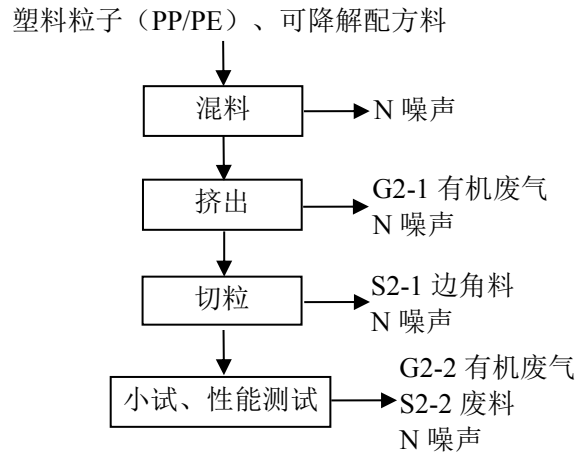 塑料粒子（PP/PE）、可降解配方料
混料
N 噪声
挤出
G2-1 有机废气
N 噪声
切粒
S2-1 边角料
N 噪声
小试、性能测试
G2-2 有机废气
S2-2 废料
N 噪声